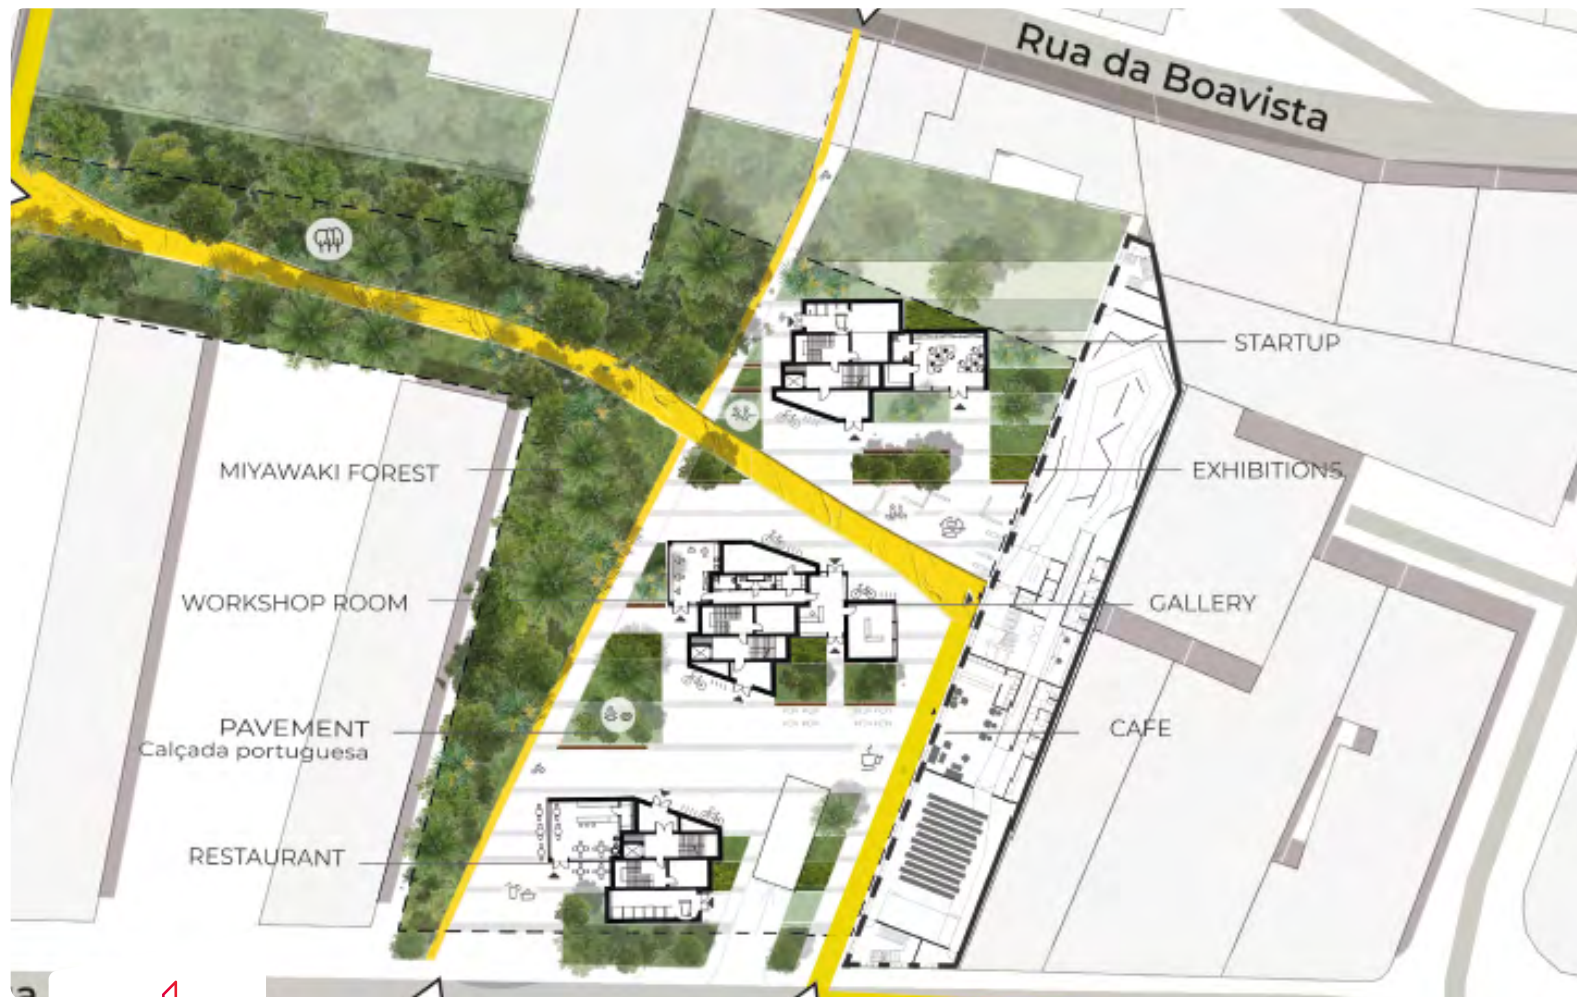 Rua da Boavista
STARTUP
MIYAWAKI FOREST
EXHIBITIONS
WORKSHOP ROOM
GALLERY
PAVEMENT
Calçada portuguesa
CAFE
RESTAURANT